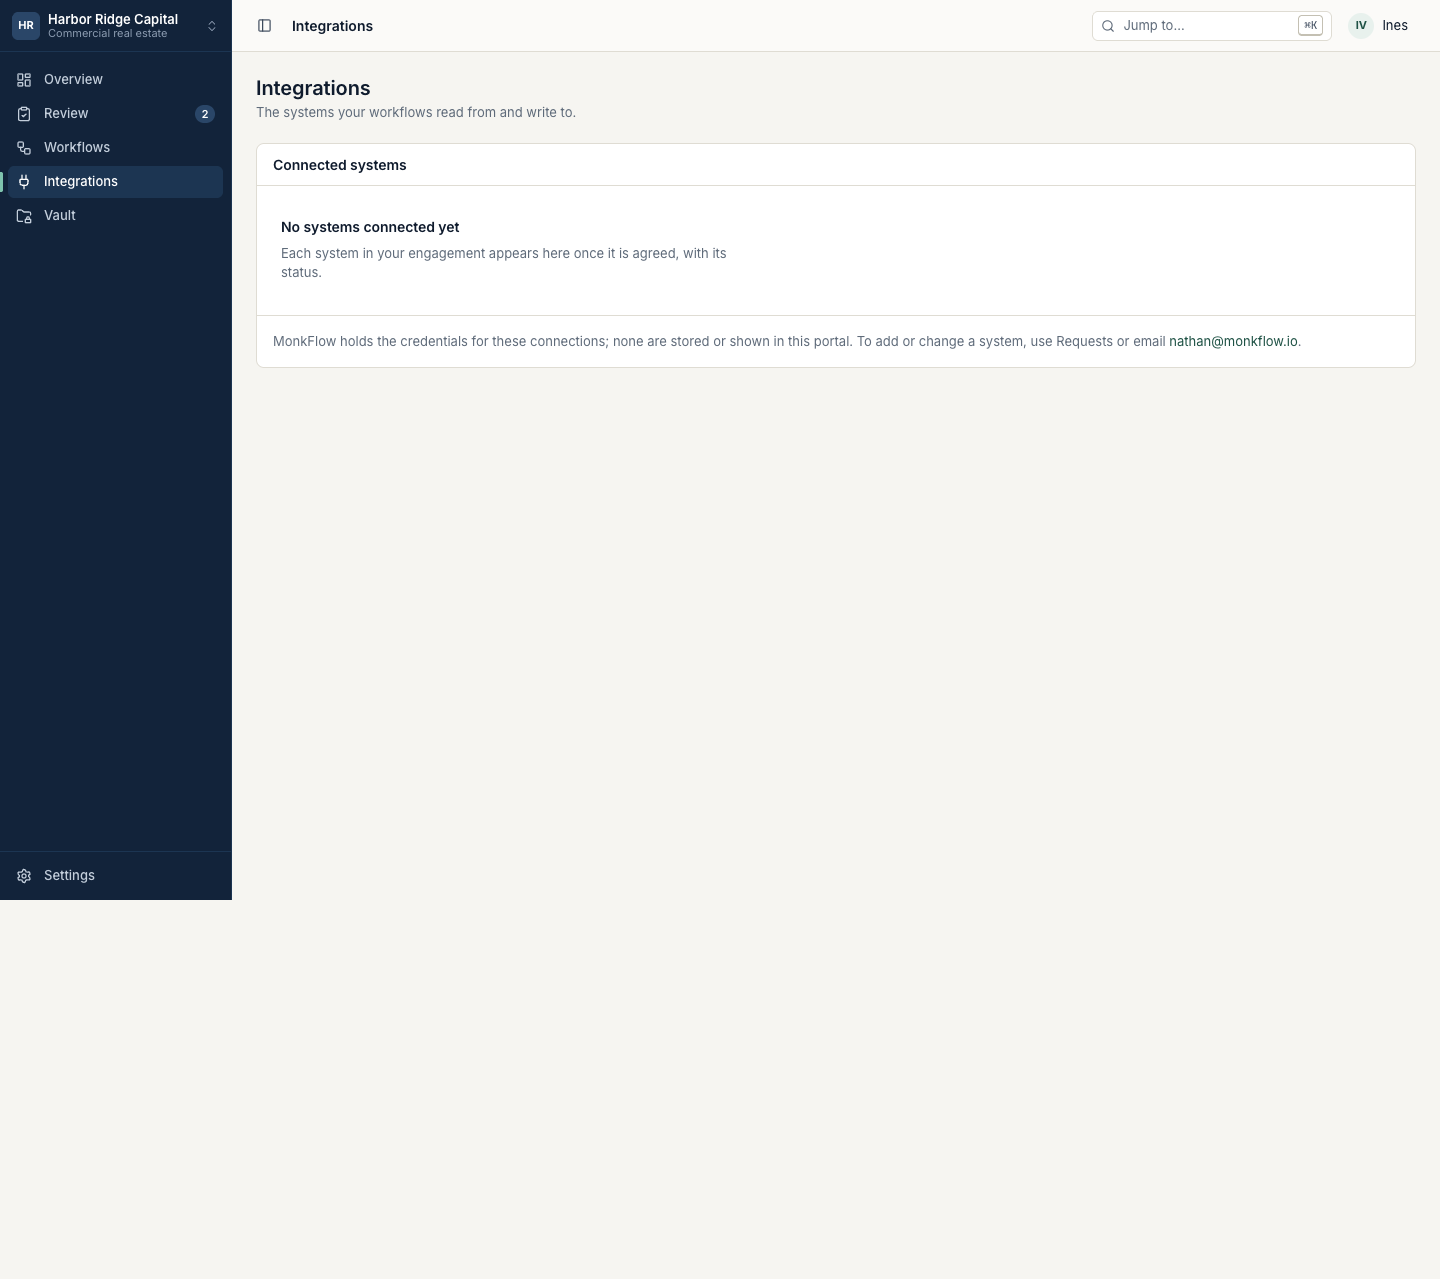 HR
Harbor Ridge Capital
Commercial real estate
Integrations
Jump to...
⌘K
IV
Ines
Overview
Review
2
Workflows
Integrations
Vault
Settings
Integrations
The systems your workflows read from and write to.
Connected systems
No systems connected yet
Each system in your engagement appears here once it is agreed, with its
status.
MonkFlow holds the credentials for these connections; none are stored or shown in this portal. To add or change a system, use Requests or email nathan@monkflow.io.